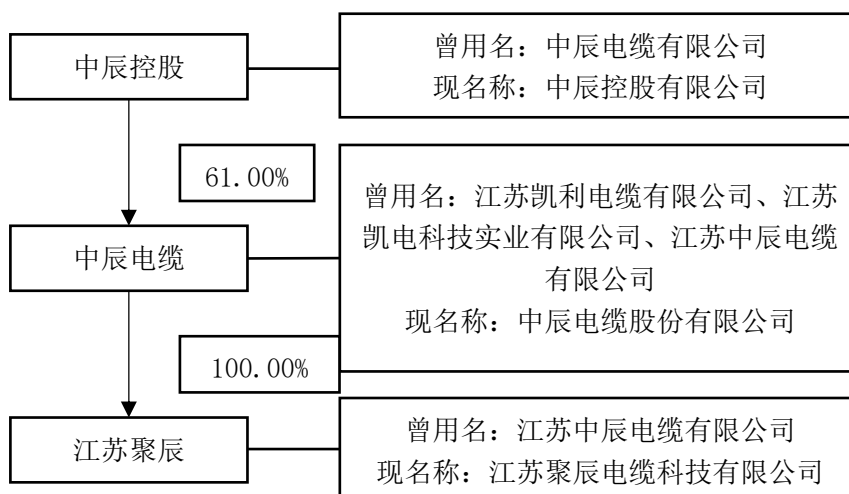 中辰控股
曾用名：中辰电缆有限公司
现名称：中辰控股有限公司
61.00%
中辰电缆
曾用名：江苏凯利电缆有限公司、江苏
凯电科技实业有限公司、江苏中辰电缆
有限公司
现名称：中辰电缆股份有限公司
100.00%
江苏聚辰
曾用名：江苏中辰电缆有限公司
现名称：江苏聚辰电缆科技有限公司